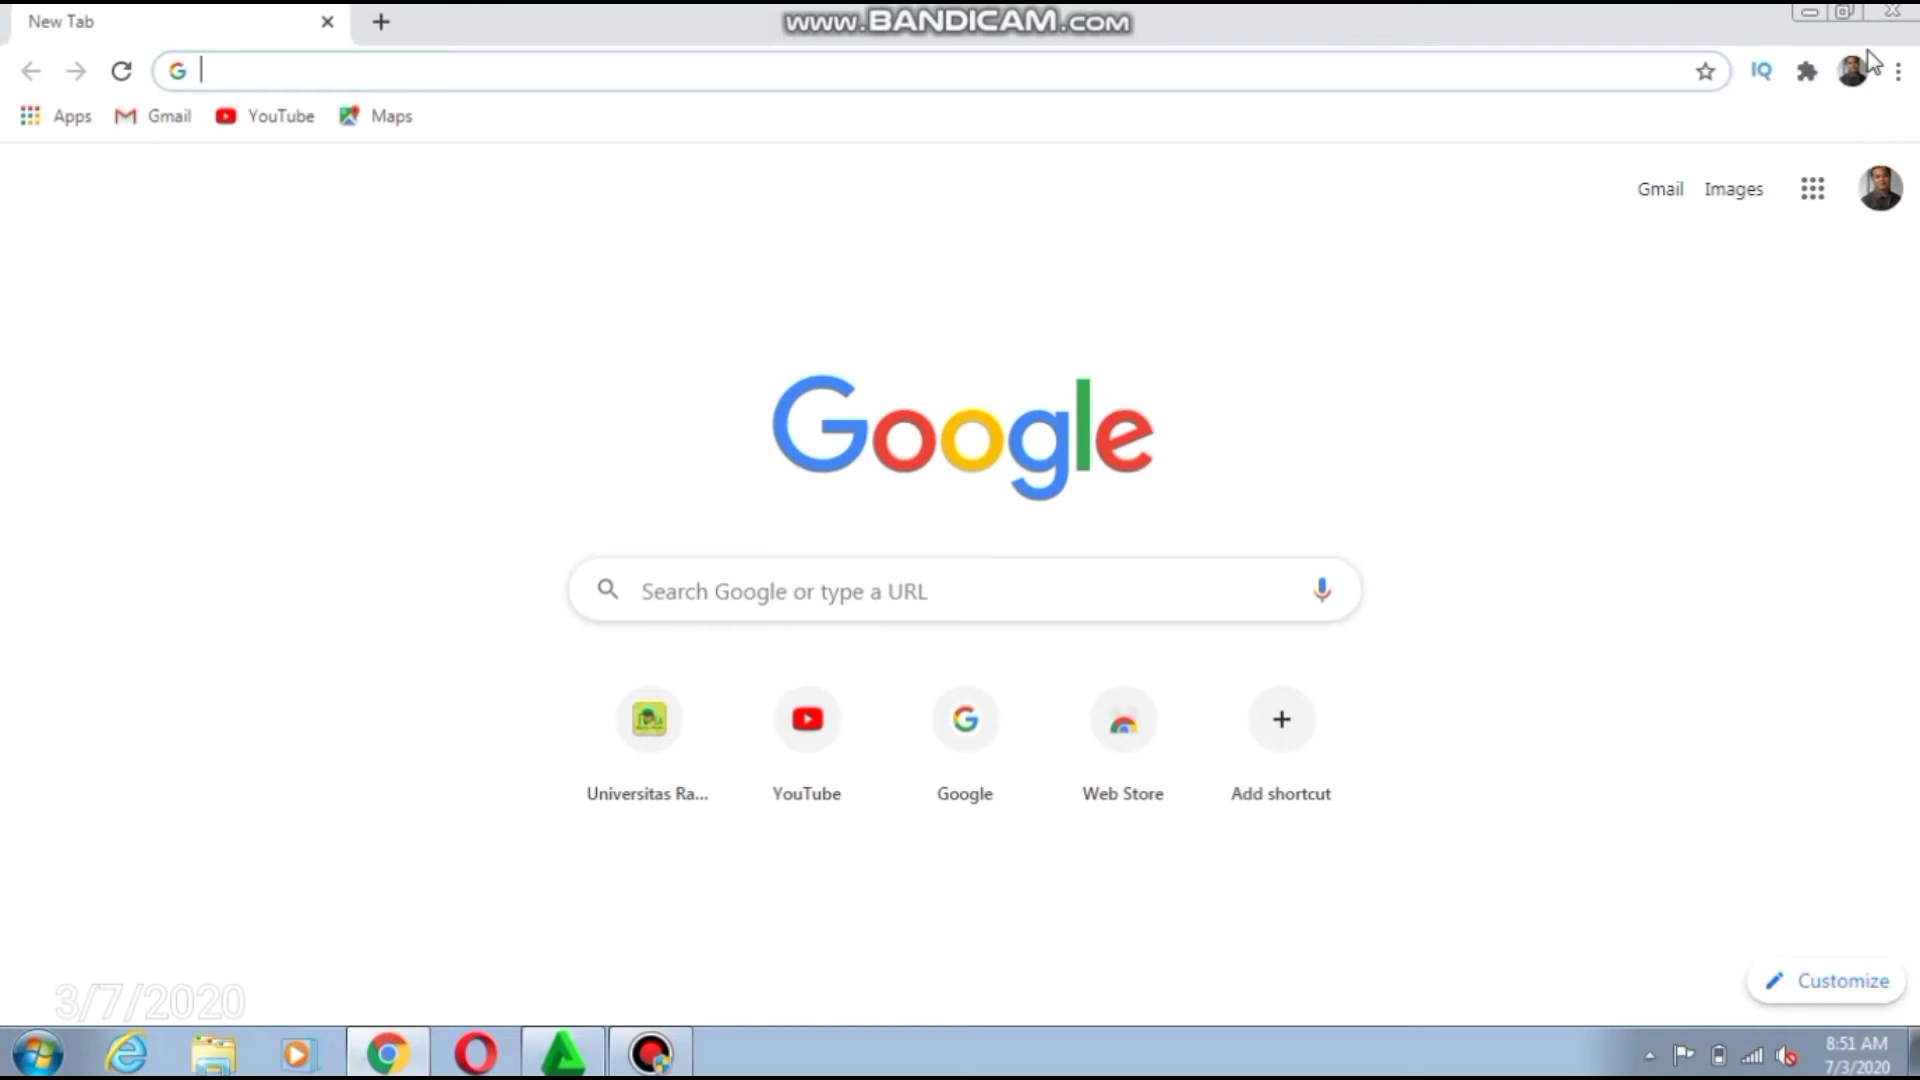 New Tab
www.BANDICAM.com
IQ
Apps
Gmail
YouTube
Maps
Gmail
Images
Google
Search Google or type a URL
Universitas Ra...
YouTube
Google
Web Store
Add shortcut
Customize
3/7/2020
8:51 AM
7/3/2020